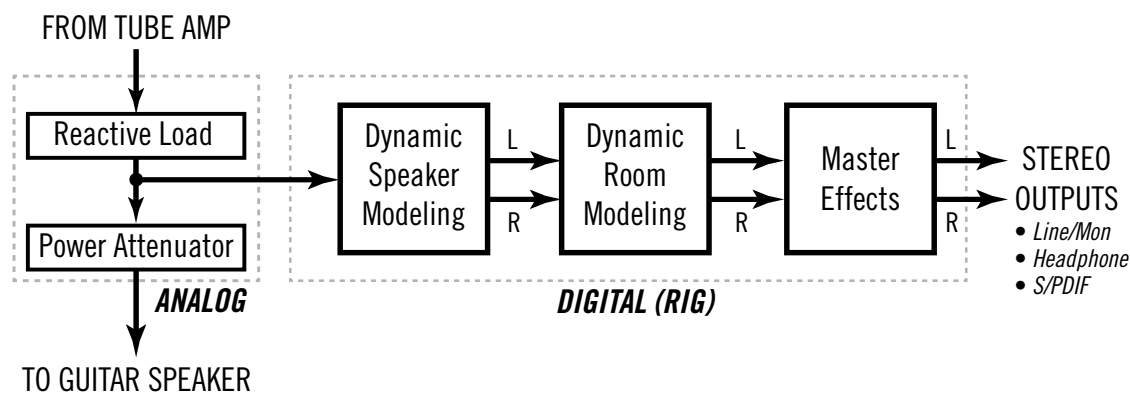 FROM TUBE AMP
Reactive Load
Power Attenuator
ANALOG
TO GUITAR SPEAKER
Dynamic
Speaker
Modeling
L
R
Dynamic
Room
Modeling
L
R
Master
Effects
L
R
DIGITAL (RIG)
STEREO
OUTPUTS
• Line/Mon
• Headphone
• S/PDIF